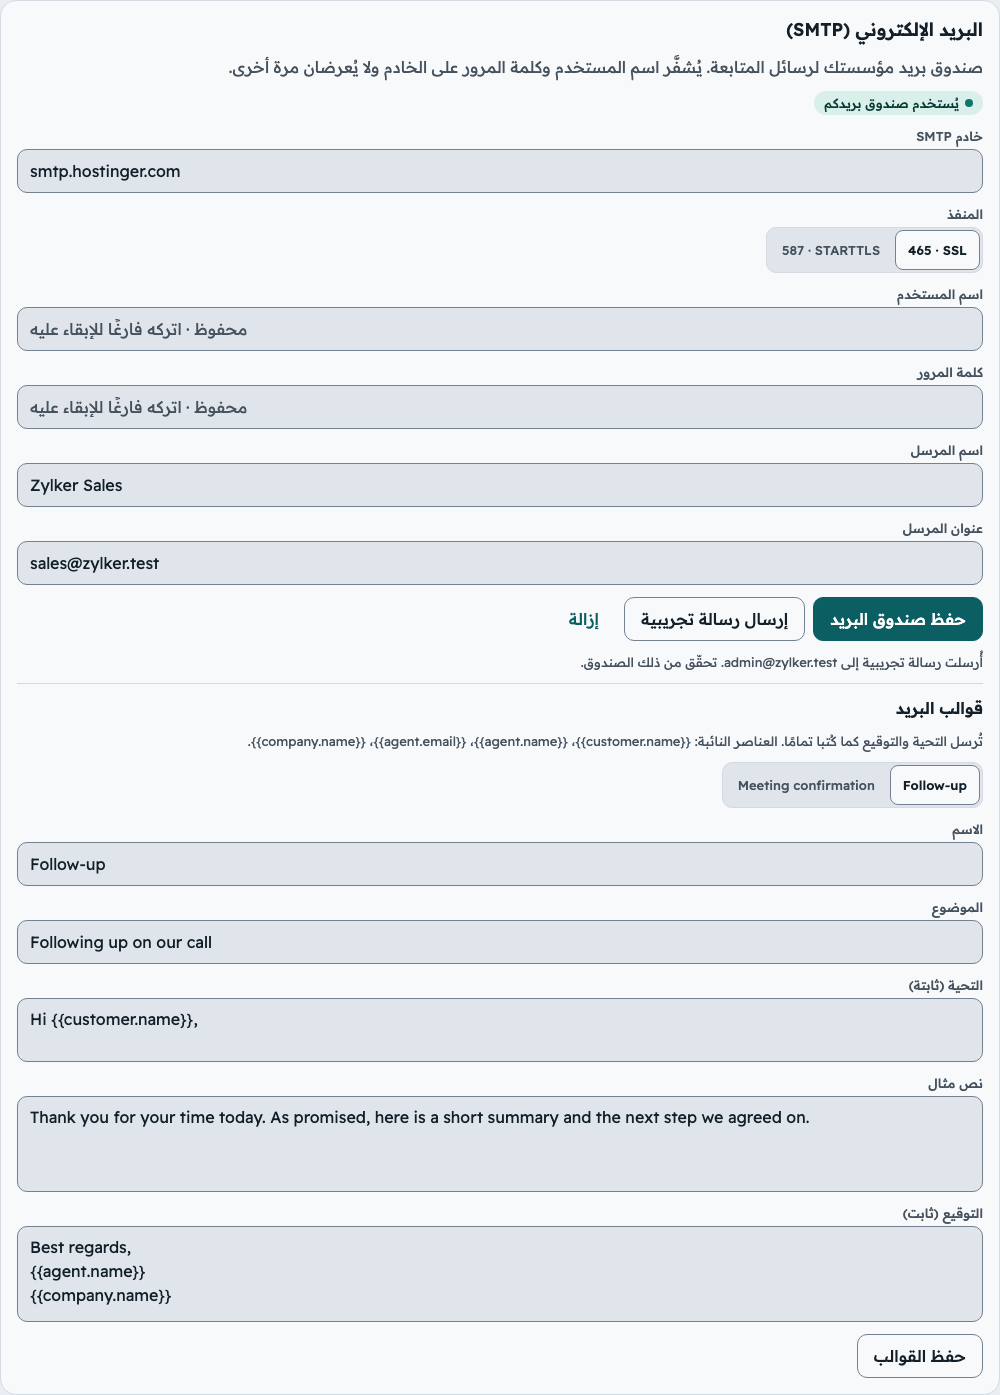 البريد الإلكتروني (SMTP)
صندوق بريد مؤسستك لرسائل المتابعة. يُشفَّر اسم المستخدم وكلمة المرور على الخادم ولا يُعرضان مرة أخرى.
يُستخدم صندوق بريدكم
خادم SMTP
smtp.hostinger.com
المنفذ
465 · SSL
587 · STARTTLS
اسم المستخدم
محفوظ · اتركه فارغًا للإبقاء عليه
كلمة المرور
محفوظ · اتركه فارغًا للإبقاء عليه
اسم المرسل
Zylker Sales
عنوان المرسل
sales@zylker.test
حفظ صندوق البريد
إرسال رسالة تجريبية
إزالة
أُرسلت رسالة تجريبية إلى admin@zylker.test. تحقّق من ذلك الصندوق.
قوالب البريد
تُرسل التحية والتوقيع كما كُتبا تمامًا. العناصر النائبة: {{customer.name}}، {{agent.name}}، {{agent.email}}، {{company.name}}.
Follow-up
Meeting confirmation
الاسم
Follow-up
الموضوع
Following up on our call
التحية (ثابتة)
Hi {{customer.name}},
نص مثال
Thank you for your time today. As promised, here is a short summary and the next step we agreed on.
التوقيع (ثابت)
Best regards,
{{agent.name}}
{{company.name}}
حفظ القوالب